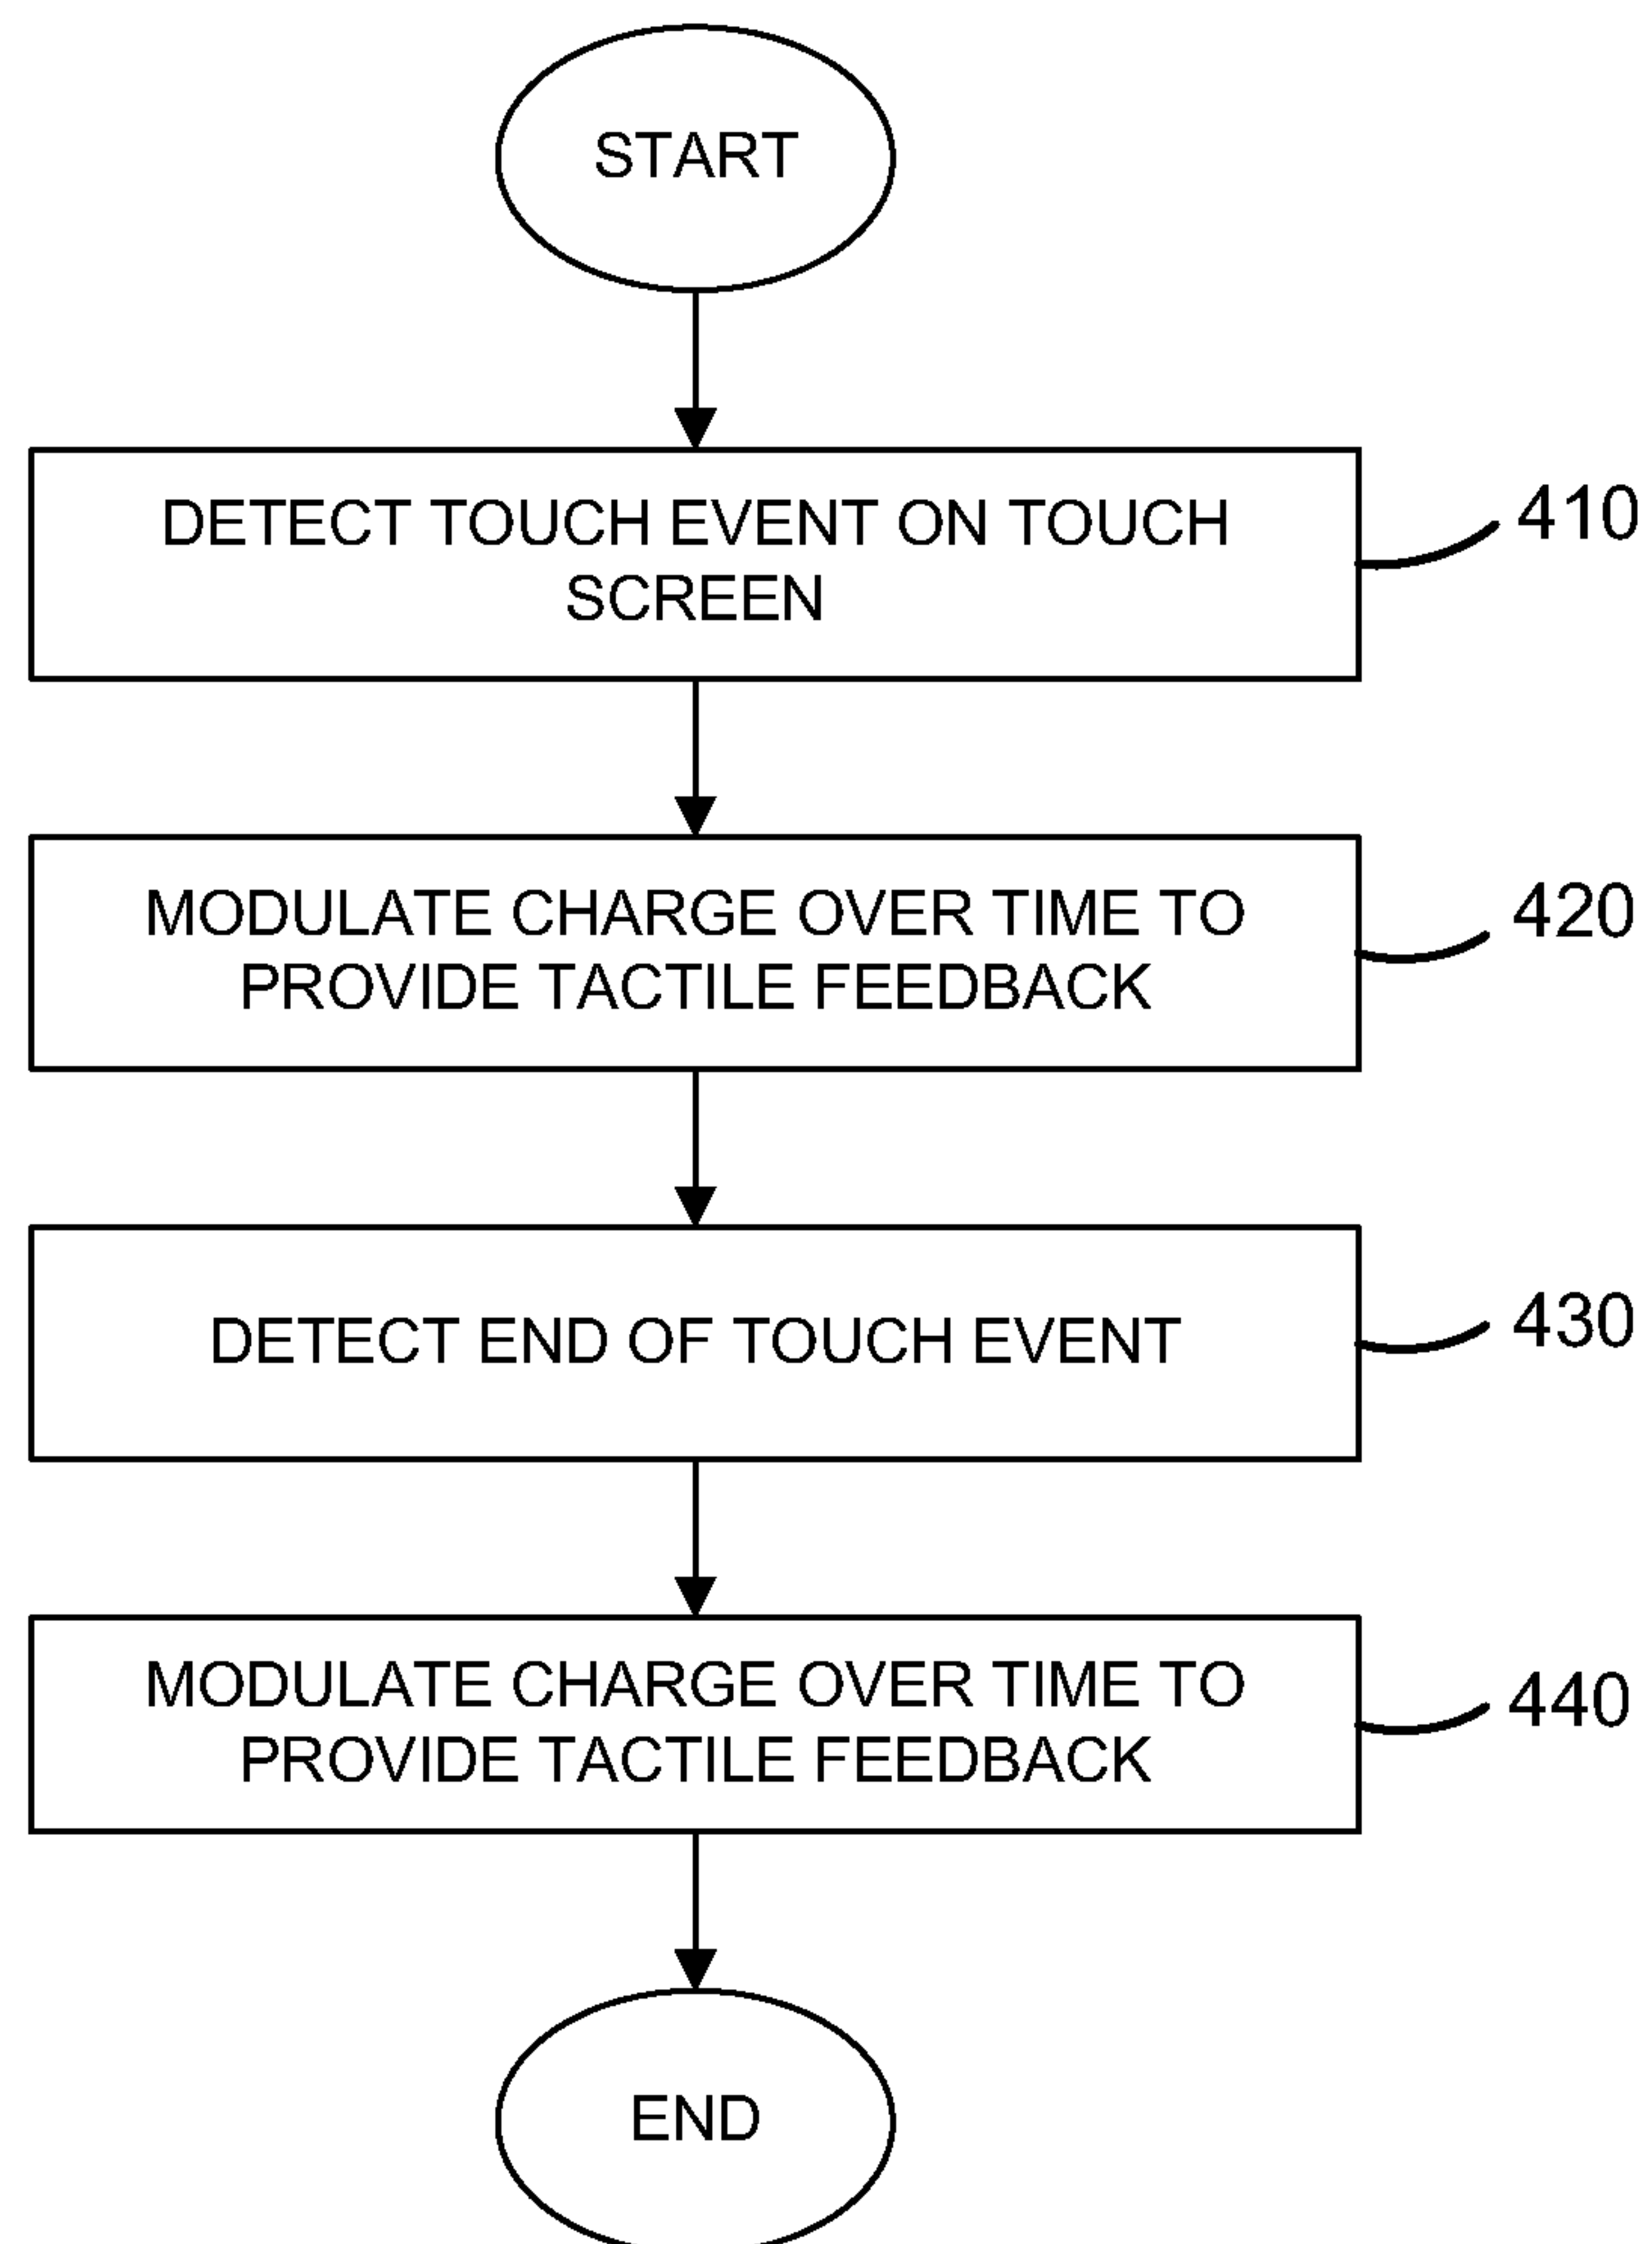 START
DETECT TOUCH EVENT ON TOUCH
SCREEN
410
MODULATE CHARGE OVER TIME TO
PROVIDE TACTILE FEEDBACK
420
DETECT END OF TOUCH EVENT
430
MODULATE CHARGE OVER TIME TO
PROVIDE TACTILE FEEDBACK
440
END